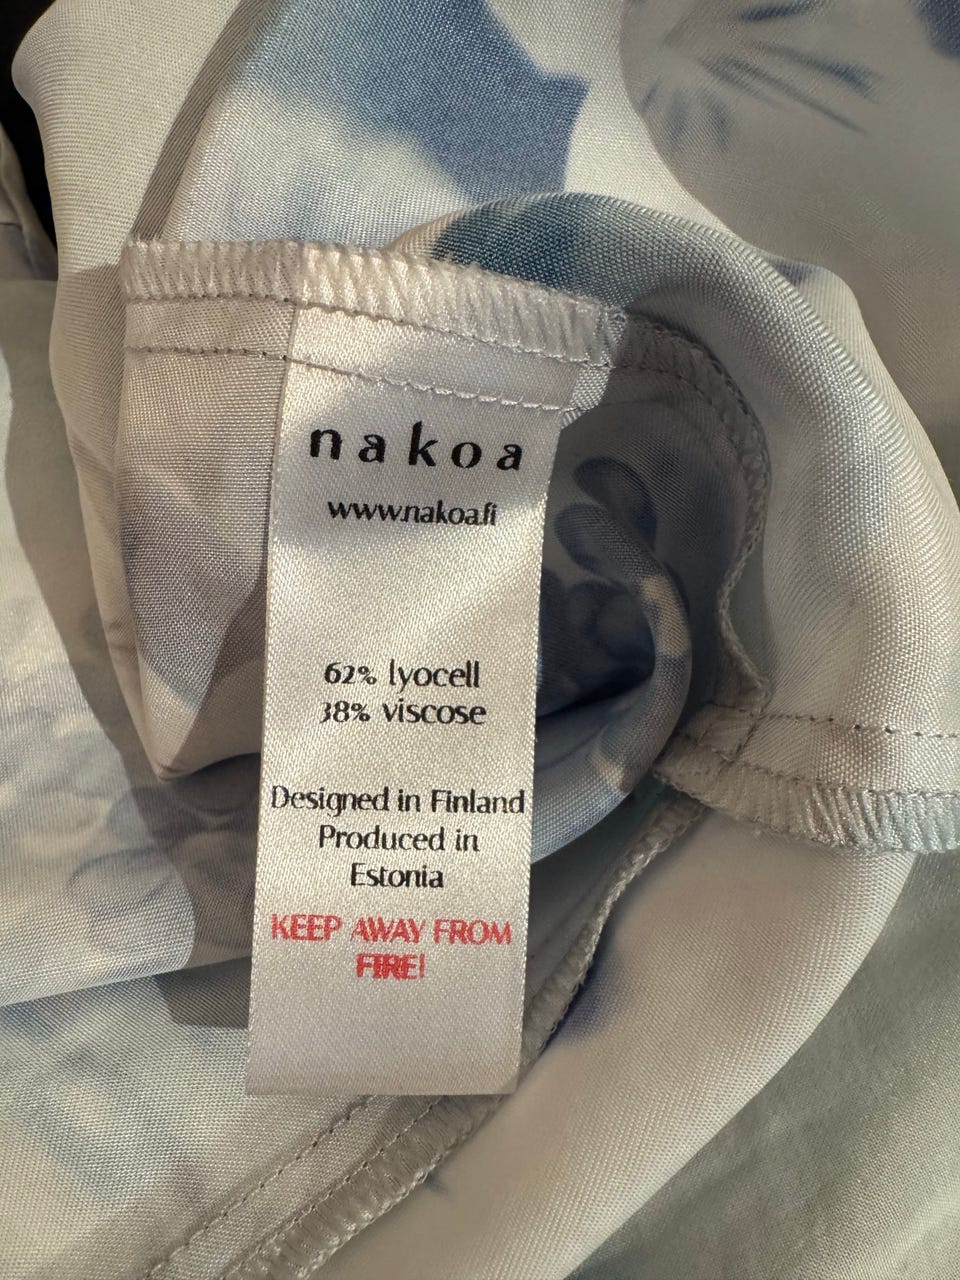 nakoa
www.nakoa.fi
62% lyocell
38% viscose
Designed in Finland
Produced in
Estonia
KEEP AWAY FROM
FIRE!